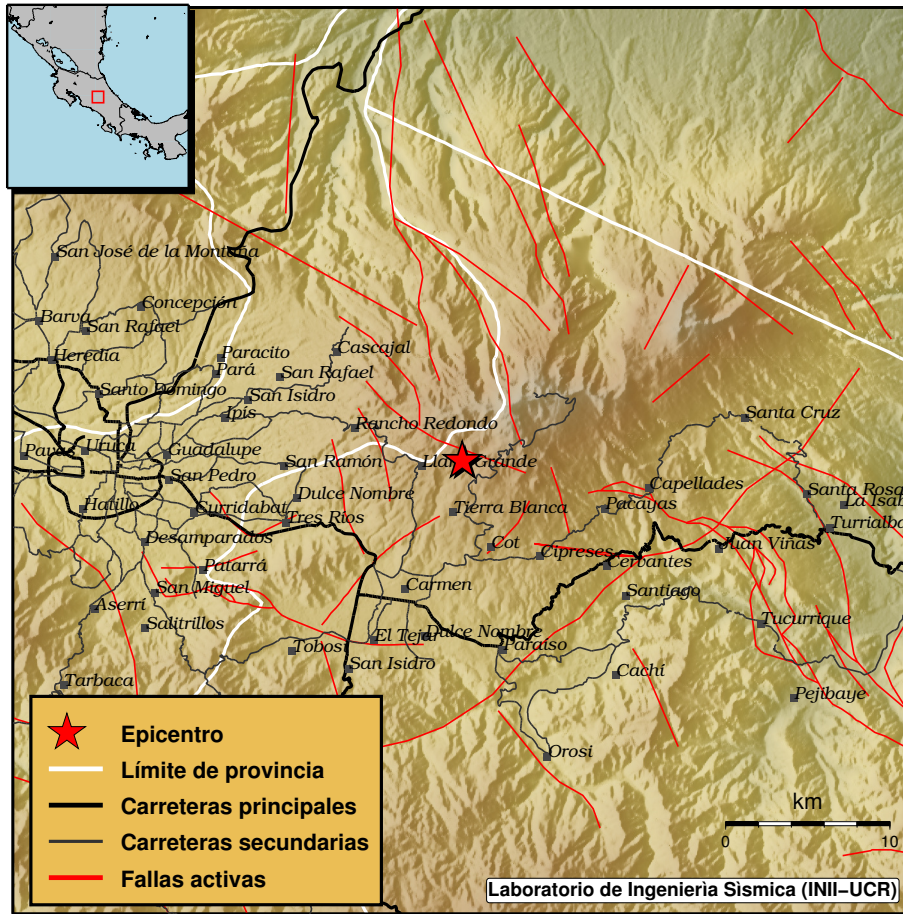 San José de la Montaña
Concepción
Barva
San Rafael
Heredia
Paracito
Cascajal
Pará
San Rafael
Santo Domingo
San Isidro
Ipís
Rancho Redondo
Santa Cruz
Pavas
Uruca
Guadalupe
San Ramón
Llano Grande
San Pedro
Capellades
Dulce Nombre
Santa Rosa
La Isab
Hatillo
Curridabat
Tres Ríos
Tierra Blanca
Pacayas
Turrialba
Desamparados
Cot
Cipreses
Juan Viñas
Patarrá
Cervantes
San Miguel
Carmen
Santiago
Aserrí
Salitrillos
Tucurrique
El Tejar
Dulce Nombre
Tobosi
Paraíso
San Isidro
Cachí
Tarbaca
Pejibaye
Orosi
Epicentro
Límite de provincia
Carreteras principales
Carreteras secundarias
Fallas activas
km
0 10
Laboratorio de Ingenierìa Sìsmica (INII–UCR)